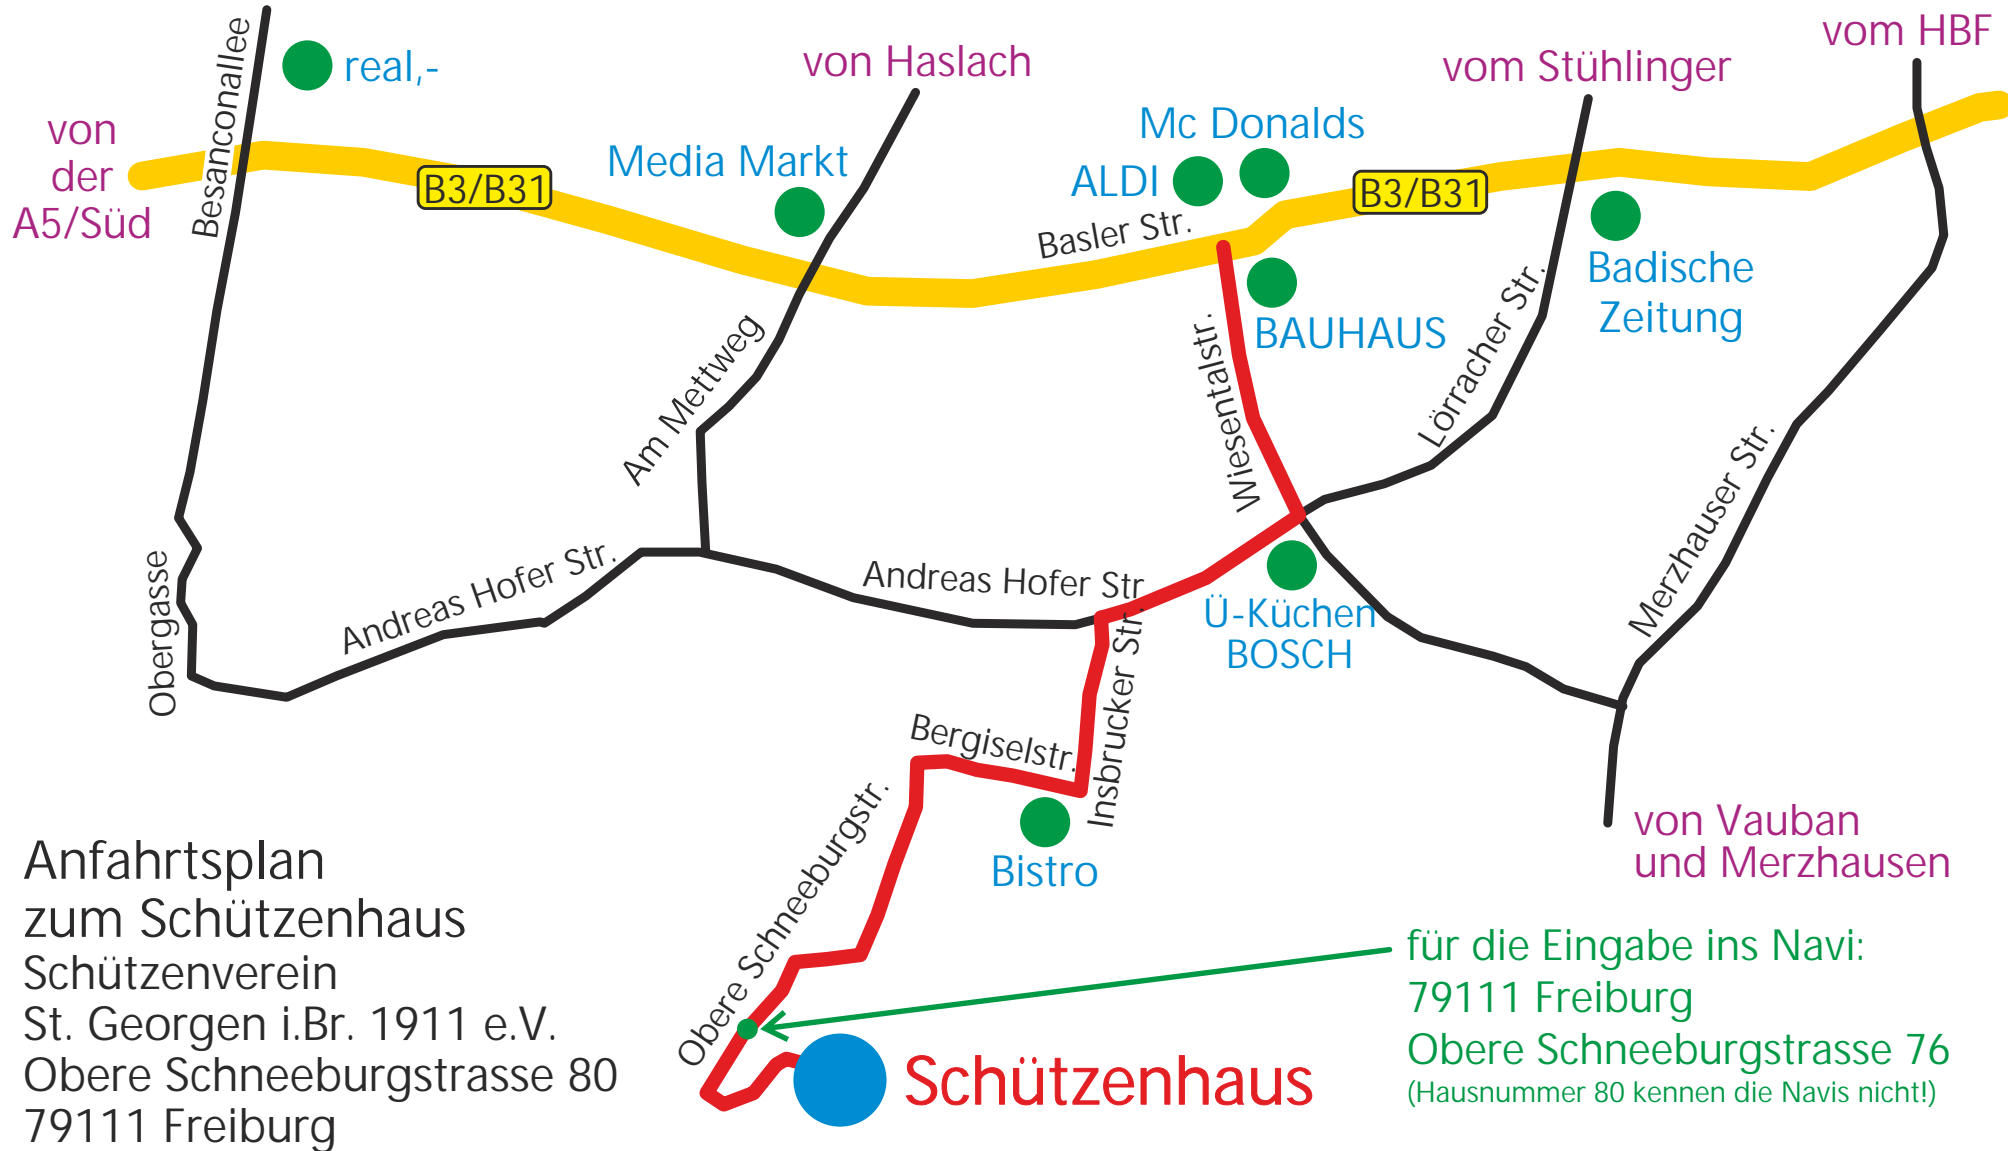 vom HBF
von Haslach
vom Stühlinger
real,-
Besanconallee
von
der
A5/Süd
Mc Donalds
Media Markt
ALDI
B3/B31
B3/B31
Basler Str.
Badische
Zeitung
BAUHAUS
Wiesentalstr.
Lörracher Str.
Am Mettweg
Merzhauser Str.
Obergasse
Andreas Hofer Str.
Andreas Hofer Str.
Ü-Küchen
BOSCH
Insbrucker Str.
Bergiselstr.
Bistro
Obere Schneeburgstr.
von Vauban
und Merzhausen
Anfahrtsplan
zum Schützenhaus
Schützenverein
St. Georgen i.Br. 1911 e.V.
Obere Schneeburgstrasse 80
79111 Freiburg
Schützenhaus
für die Eingabe ins Navi:
79111 Freiburg
Obere Schneeburgstrasse 76
(Hausnummer 80 kennen die Navis nicht!)